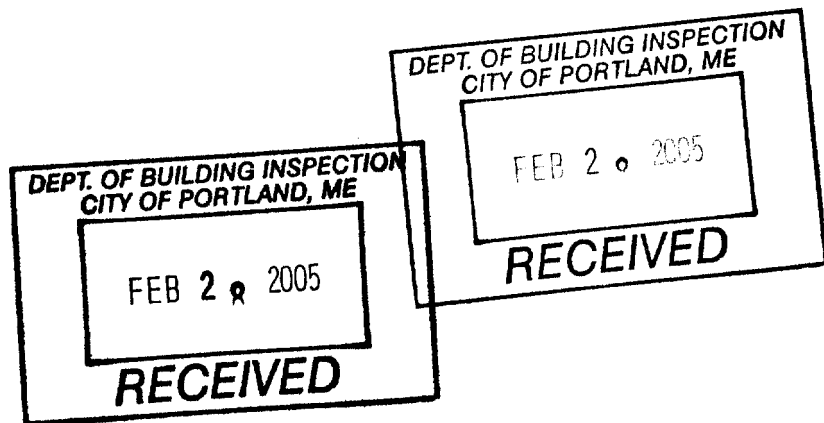 DEPT. OF BUILDING INSPECTION
CITY OF PORTLAND, ME
FEB 2 2005
RECEIVED
DEPT. OF BUILDING INSPECTION
CITY OF PORTLAND, ME
FEB 2 2005
RECEIVED